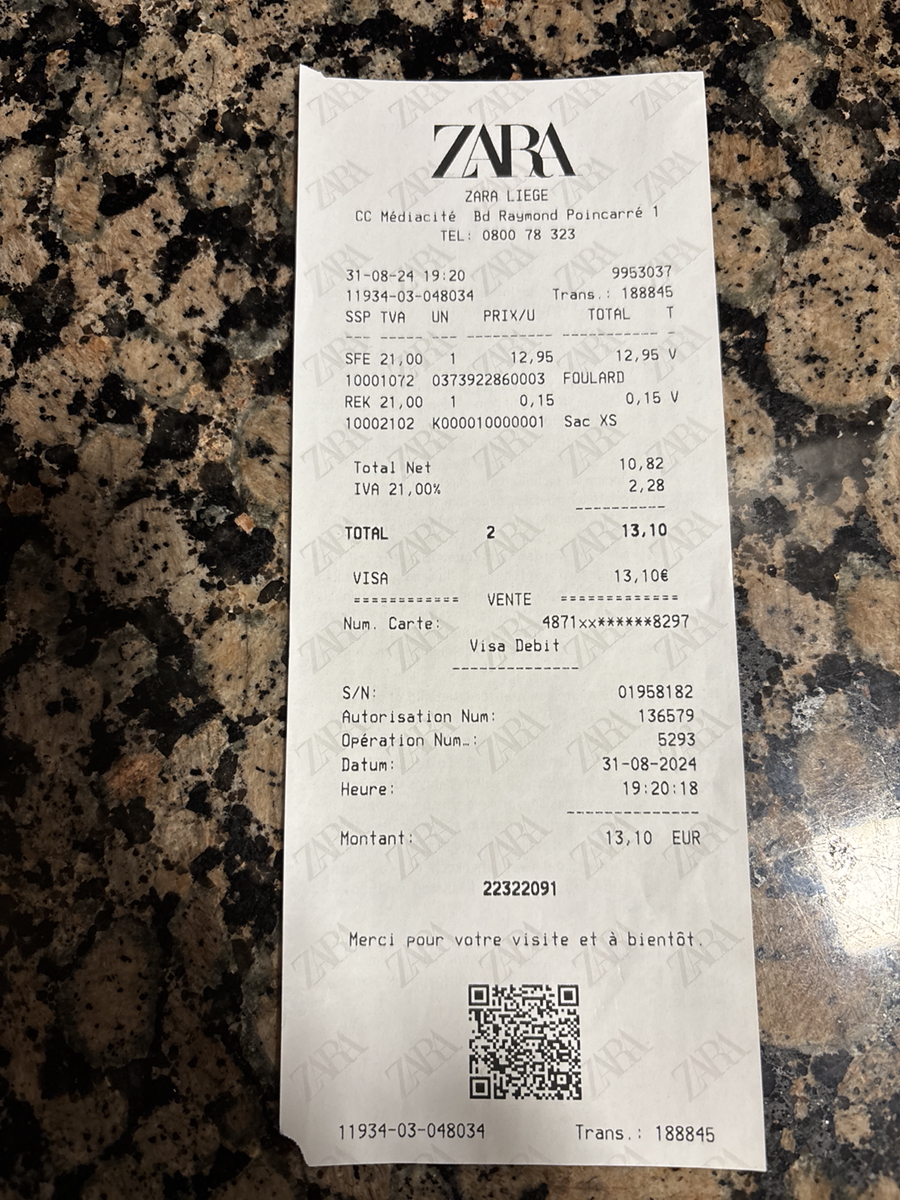 ZARA
ZARA LIEGE
CC Médiacité Bd Raymond Poincarré 1
TEL: 0800 78 323
31-08-24 19:20 9953037
11934-03-048034 Trans.: 188845
SSP TVA UN PRIX/U TOTAL T
--- ----- --- ---------- ---------- -
SFE 21,00 1 12,95 12,95 V
10001072 0373922860003 FOULARD
REK 21,00 1 0,15 0,15 V
10002102 K000010000001 Sac XS
Total Net 10,82
IVA 21,00% 2,28
----------
TOTAL 2 13,10
VISA 13,10€
============ VENTE =============
Num. Carte: 4871xx******8297
Visa Debit
-------------
S/N: 01958182
Autorisation Num: 136579
Opération Num…: 5293
Datum: 31-08-2024
Heure: 19:20:18
-------------
Montant: 13,10 EUR
22322091
Merci pour votre visite et à bientôt.
11934-03-048034 Trans.: 188845